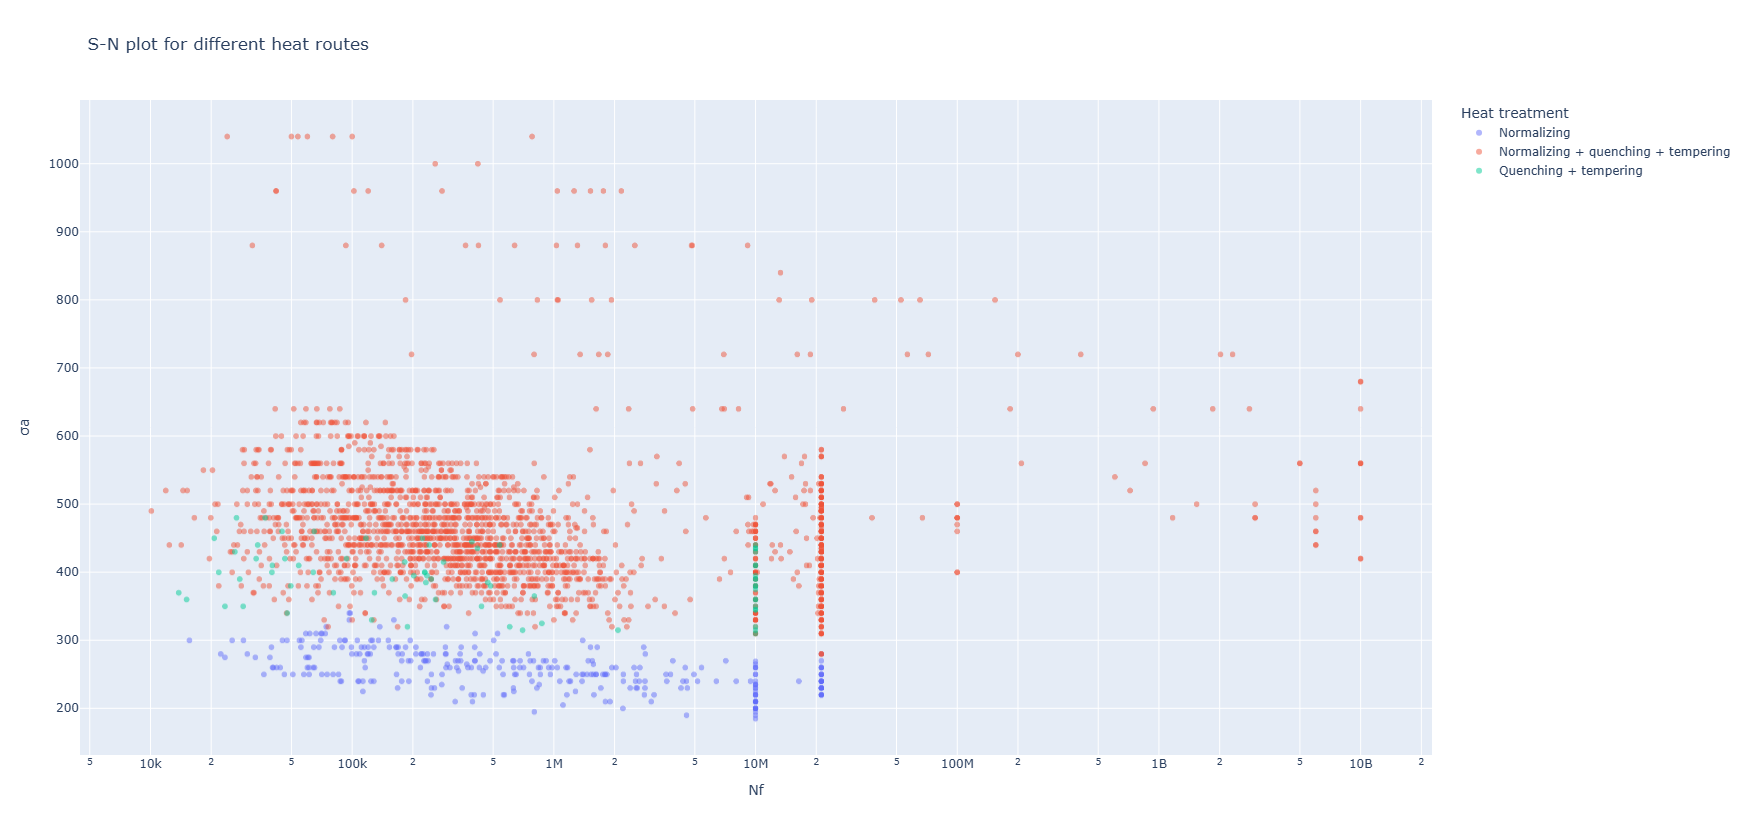 S-N plot for different heat routes
Heat treatment
Normalizing
Normalizing + quenching + tempering
Quenching + tempering
1000
900
800
700
600
500
400
300
200
σa
5 10k 2 5 100k 2 5 1M 2 5 10M 2 5 100M 2 5 1B 2 5 10B 2
Nf